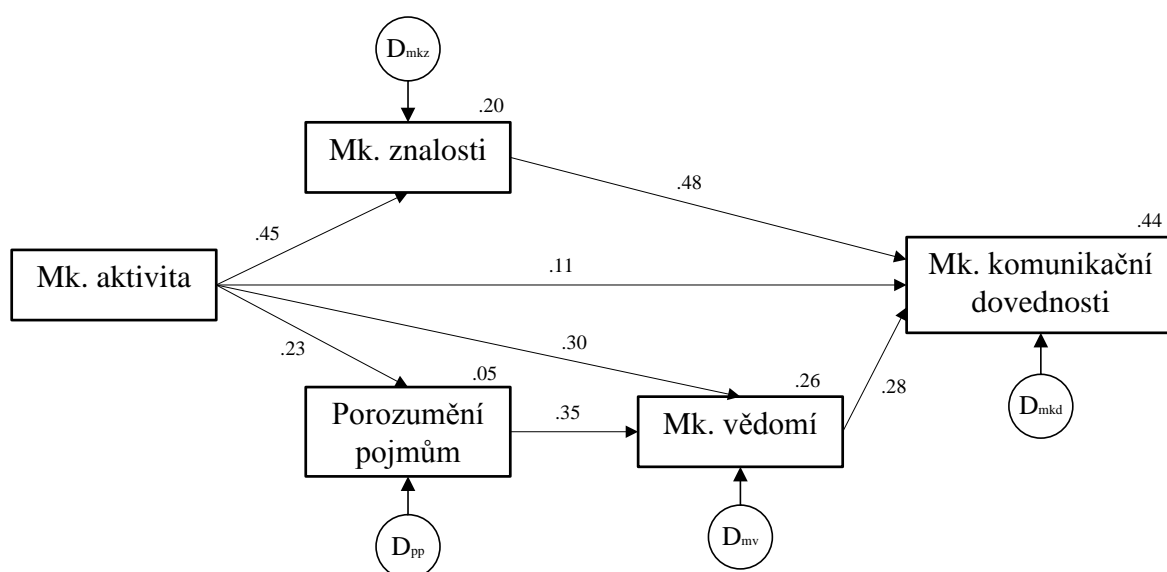 Dmkz
.20
Mk. znalosti
.48
.44
.45
Mk. aktivita
.11
Mk. komunikační
dovednosti
.23
.30
.05
.26
.28
Porozumění
pojmům
.35
Mk. vědomí
Dmkd
Dpp
Dmv